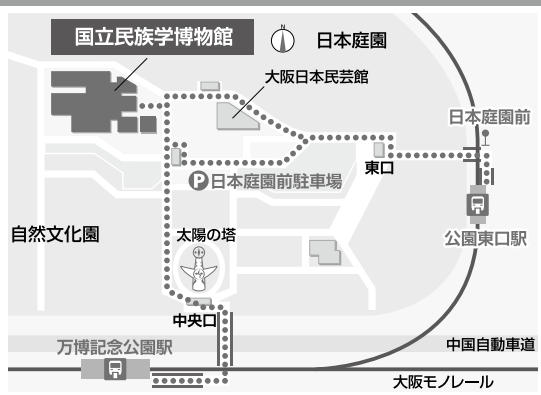 国立民族学博物館
N
日本庭園
大阪日本民芸館
日本庭園前
東口
P日本庭園前駐車場
自然文化園
太陽の塔
公園東口駅
中央口
万博記念公園駅
中国自動車道
大阪モノレール